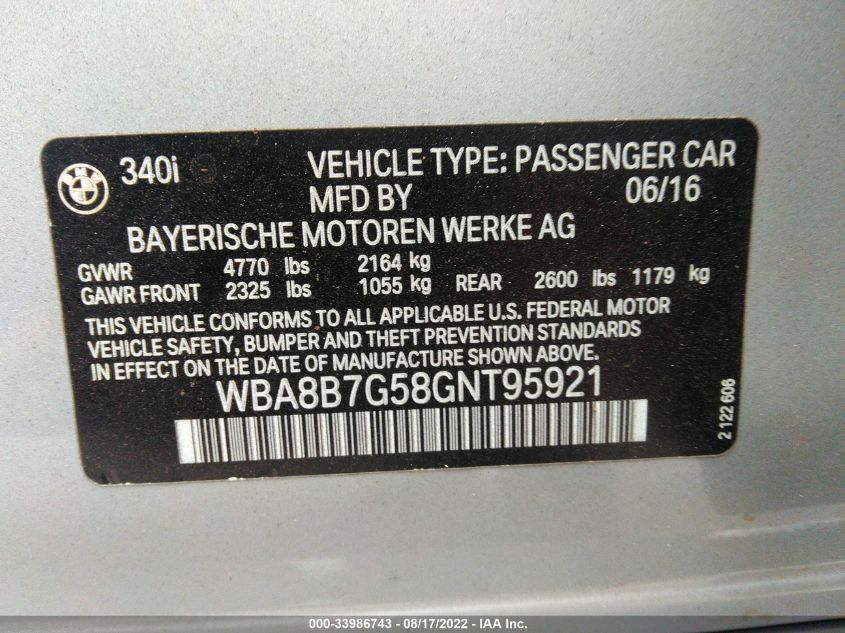 BMW 340i VEHICLE TYPE: PASSENGER CAR
MFD BY 06/16
BAYERISCHE MOTOREN WERKE AG
GVWR 4770 lbs 2164 kg
GAWR FRONT 2325 lbs 1055 kg REAR 2600 lbs 1179 kg
THIS VEHICLE CONFORMS TO ALL APPLICABLE U.S. FEDERAL MOTOR
VEHICLE SAFETY, BUMPER AND THEFT PREVENTION STANDARDS
IN EFFECT ON THE DATE OF MANUFACTURE SHOWN ABOVE.
WBA8B7G58GNT95921
2 122 606
000-33986743 - 08/17/2022 - IAA Inc.